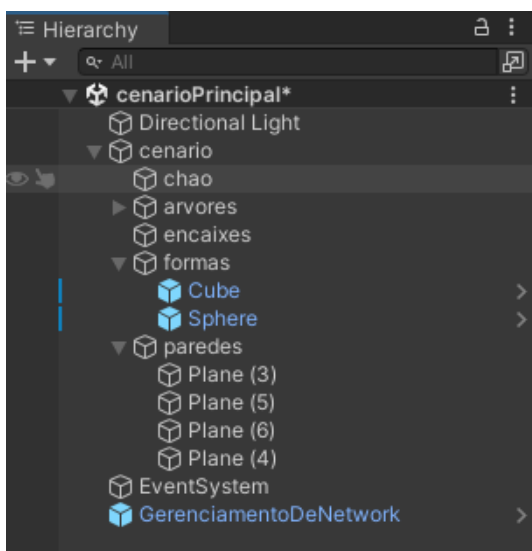 Hierarchy
All
cenarioPrincipal*
Directional Light
cenario
chao
arvores
encaixes
formas
Cube
Sphere
paredes
Plane (3)
Plane (5)
Plane (6)
Plane (4)
EventSystem
GerenciamentoDeNetwork